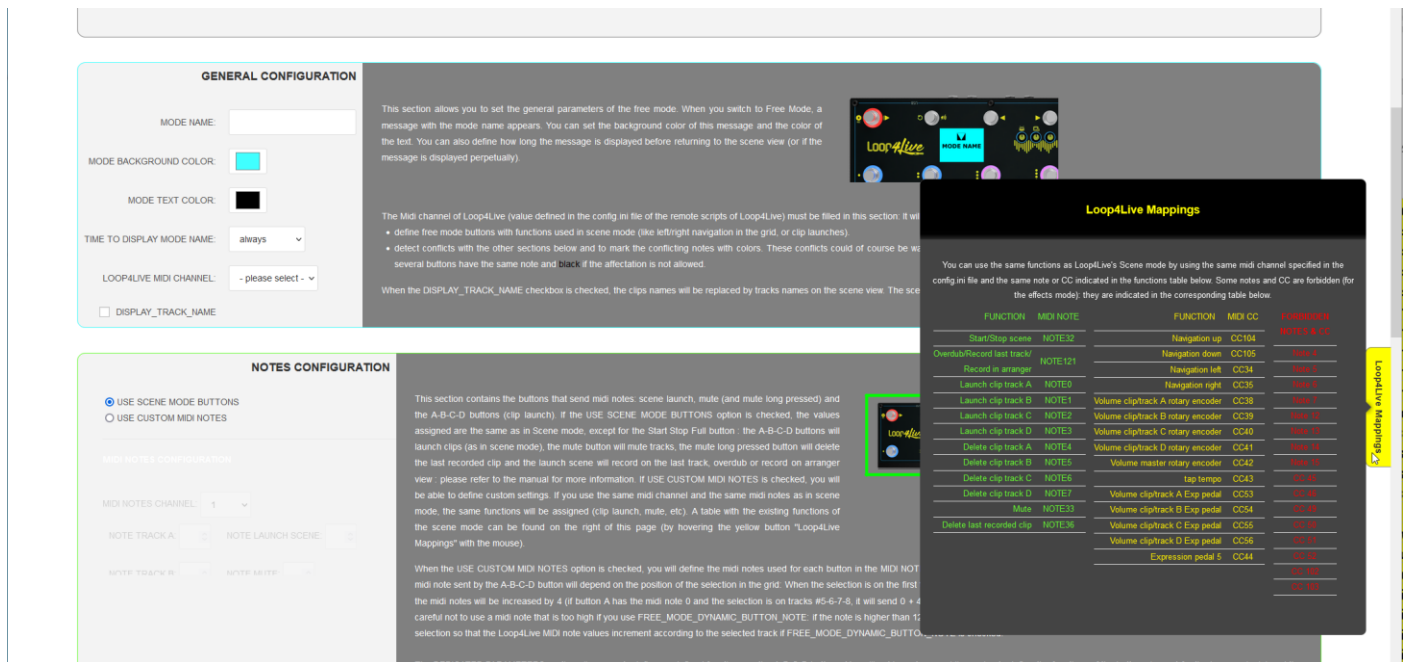 GENERAL CONFIGURATION
MODE NAME:
MODE BACKGROUND COLOR:
MODE TEXT COLOR:
TIME TO DISPLAY MODE NAME: always
LOOP4LIVE MIDI CHANNEL: - please select -
DISPLAY_TRACK_NAME
This section allows you to set the general parameters of the free mode. When you switch to Free Mode, a
message with the mode name appears. You can set the background color of this message and the color of
the text. You can also define how long the message is displayed before returning to the scene view (or if the
message is displayed perpetually).
Loop4Live
MODE NAME
The Midi channel of Loop4Live (value defined in the config.ini file of the remote scripts of Loop4Live) must be filled in this section: It wil
• define free mode buttons with functions used in scene mode (like left/right navigation in the grid, or clip launches).
• detect conflicts with the other sections below and to mark the conflicting notes with colors. These conflicts could of course be wa
several buttons have the same note and black if the affectation is not allowed.
When the DISPLAY_TRACK_NAME checkbox is checked, the clips names will be replaced by tracks names on the scene view. The sce
NOTES CONFIGURATION
USE SCENE MODE BUTTONS
USE CUSTOM MIDI NOTES
MIDI NOTES CONFIGURATION
MIDI NOTES CHANNEL: 1
NOTE TRACK A: NOTE LAUNCH SCENE:
NOTE TRACK B: NOTE MUTE:
This section contains the buttons that send midi notes: scene launch, mute (and mute long pressed) and
the A-B-C-D buttons (clip launch). If the USE SCENE MODE BUTTONS option is checked, the values
assigned are the same as in Scene mode, except for the Start Stop Full button : the A-B-C-D buttons will
launch clips (as in scene mode), the mute button will mute tracks, the mute long pressed button will delete
the last recorded clip and the launch scene will record on the last track, overdub or record on arranger
view : please refer to the manual for more information. If USE CUSTOM MIDI NOTES is checked, you will
be able to define custom settings. If you use the same midi channel and the same midi notes as in scene
mode, the same functions will be assigned (clip launch, mute, etc). A table with the existing functions of
the scene mode can be found on the right of this page (by hovering the yellow button "Loop4Live
Mappings" with the mouse).
When the USE CUSTOM MIDI NOTES option is checked, you will define the midi notes used for each button in the MIDI NOT
midi note sent by the A-B-C-D button will depend on the position of the selection in the grid: When the selection is on the first
the midi notes will be increased by 4 (if button A has the midi note 0 and the selection is on tracks #5-6-7-8, it will send 0 + 4
careful not to use a midi note that is too high if you use FREE_MODE_DYNAMIC_BUTTON_NOTE: if the note is higher than 12
selection so that the Loop4Live MIDI note values increment according to the selected track if FREE_MODE_DYNAMIC_BUTTON_NOTE is checked.
Loop4Live Mappings
You can use the same functions as Loop4Live's Scene mode by using the same midi channel specified in the
config.ini file and the same note or CC indicated in the functions table below. Some notes and CC are forbidden (for
the effects mode): they are indicated in the corresponding table below.
FUNCTION MIDI NOTE
Start/Stop scene NOTE32
Overdub/Record last track/
Record in arranger NOTE121
Launch clip track A NOTE0
Launch clip track B NOTE1
Launch clip track C NOTE2
Launch clip track D NOTE3
Delete clip track A NOTE4
Delete clip track B NOTE5
Delete clip track C NOTE6
Delete clip track D NOTE7
Mute NOTE33
Delete last recorded clip NOTE36
FUNCTION MIDI CC
Navigation up CC104
Navigation down CC105
Navigation left CC34
Navigation right CC35
Volume clip/track A rotary encoder CC38
Volume clip/track B rotary encoder CC39
Volume clip/track C rotary encoder CC40
Volume clip/track D rotary encoder CC41
Volume master rotary encoder CC42
tap tempo CC43
Volume clip/track A Exp pedal CC53
Volume clip/track B Exp pedal CC54
Volume clip/track C Exp pedal CC55
Volume clip/track D Exp pedal CC56
Expression pedal 5 CC44
FORBIDDEN
NOTES & CC
Loop4Live Mappings